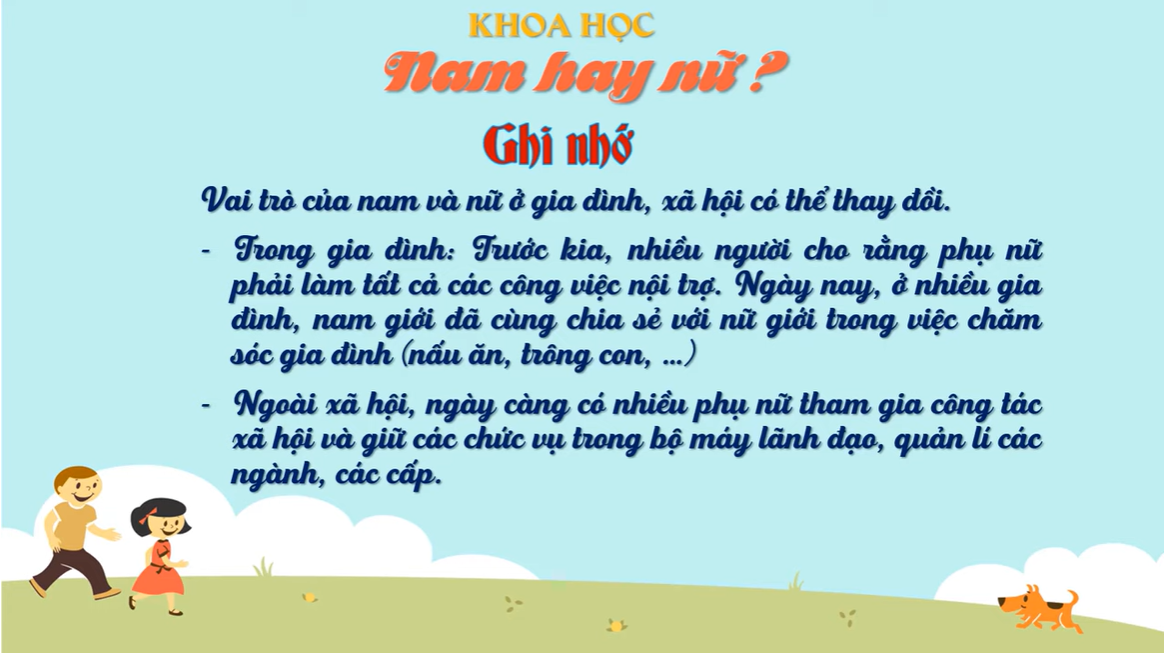 KHOA HỌC
Nam hay nữ ?
Ghi nhớ
Vai trò của nam và nữ ở gia đình, xã hội có thể thay đổi.
- Trong gia đình: Trước kia, nhiều người cho rằng phụ nữ
phải làm tất cả các công việc nội trợ. Ngày nay, ở nhiều gia
đình, nam giới đã cùng chia sẻ với nữ giới trong việc chăm
sóc gia đình (nấu ăn, trông con, ...)
- Ngoài xã hội, ngày càng có nhiều phụ nữ tham gia công tác
xã hội và giữ các chức vụ trong bộ máy lãnh đạo, quản lí các
ngành, các cấp.